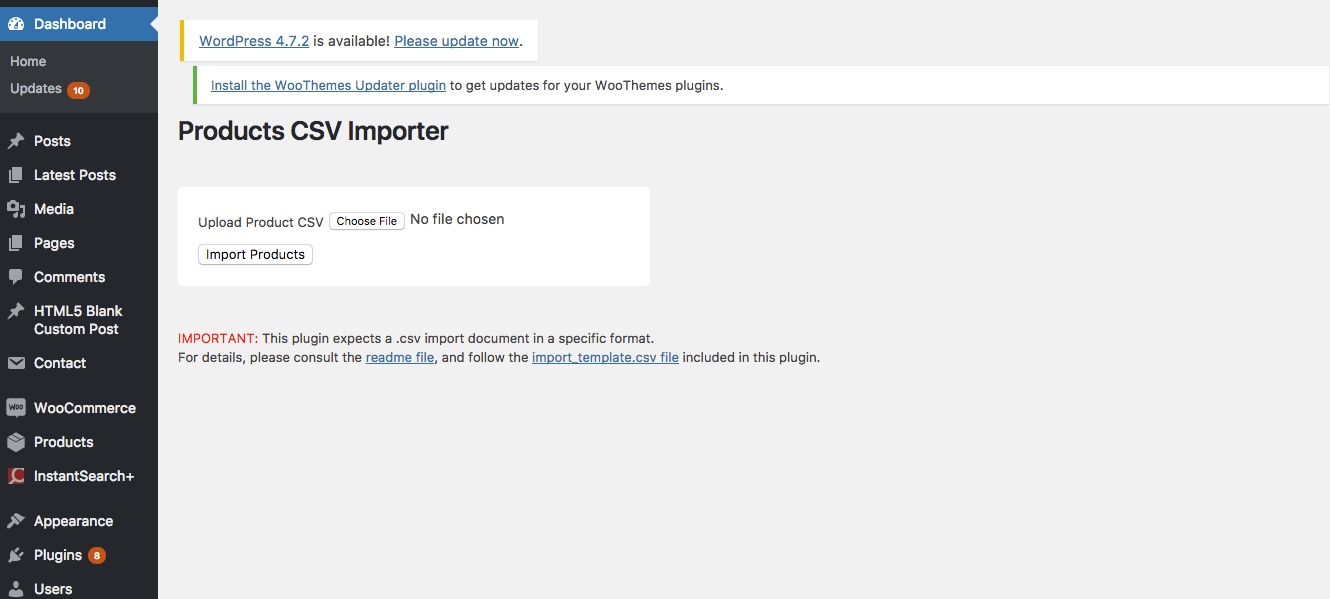 Dashboard
Home
Updates 10
Posts
Latest Posts
Media
Pages
Comments
HTML5 Blank
Custom Post
Contact
WOO WooCommerce
Products
InstantSearch+
Appearance
Plugins 8
Users
WordPress 4.7.2 is available! Please update now.
Install the WooThemes Updater plugin to get updates for your WooThemes plugins.
Products CSV Importer
Upload Product CSV Choose File No file chosen
Import Products
IMPORTANT: This plugin expects a .csv import document in a specific format.
For details, please consult the readme file, and follow the import_template.csv file included in this plugin.